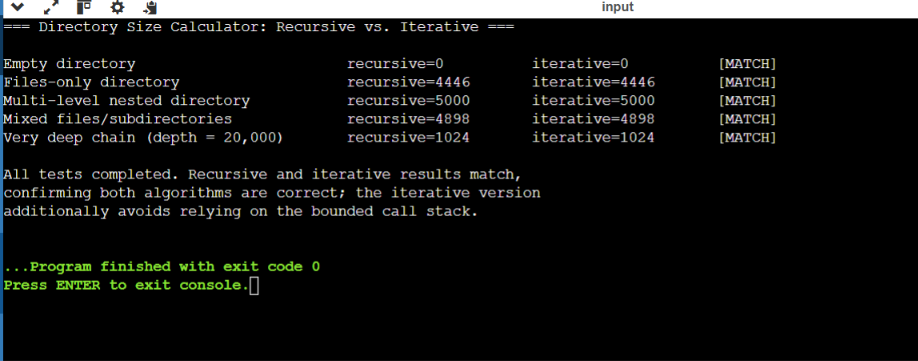 input
=== Directory Size Calculator: Recursive vs. Iterative ===
Empty directory recursive=0 iterative=0 [MATCH]
Files-only directory recursive=4446 iterative=4446 [MATCH]
Multi-level nested directory recursive=5000 iterative=5000 [MATCH]
Mixed files/subdirectories recursive=4898 iterative=4898 [MATCH]
Very deep chain (depth = 20,000) recursive=1024 iterative=1024 [MATCH]
All tests completed. Recursive and iterative results match,
confirming both algorithms are correct; the iterative version
additionally avoids relying on the bounded call stack.
...Program finished with exit code 0
Press ENTER to exit console.